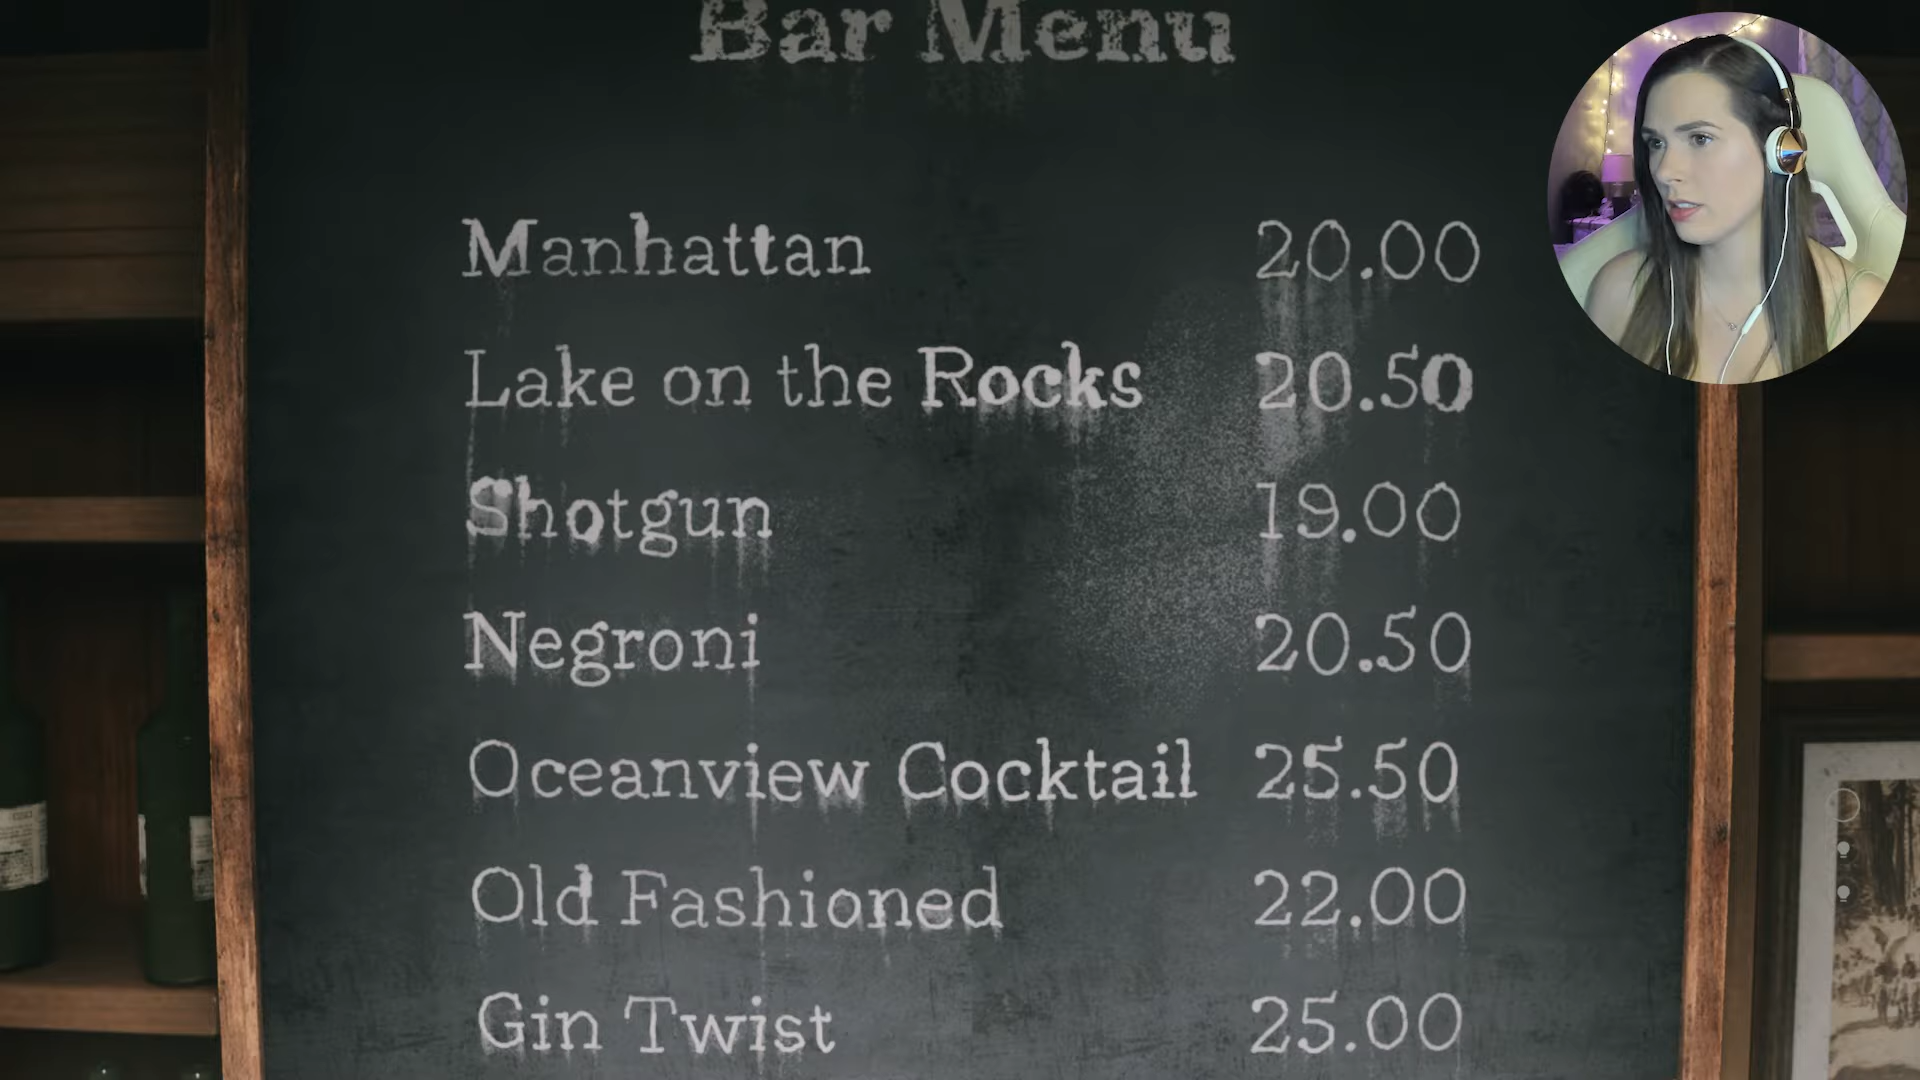 Bar Menu
Manhattan 20.00
Lake on the Rocks 20.50
Shotgun 19.00
Negroni 20.50
Oceanview Cocktail 25.50
Old Fashioned 22.00
Gin Twist 25.00